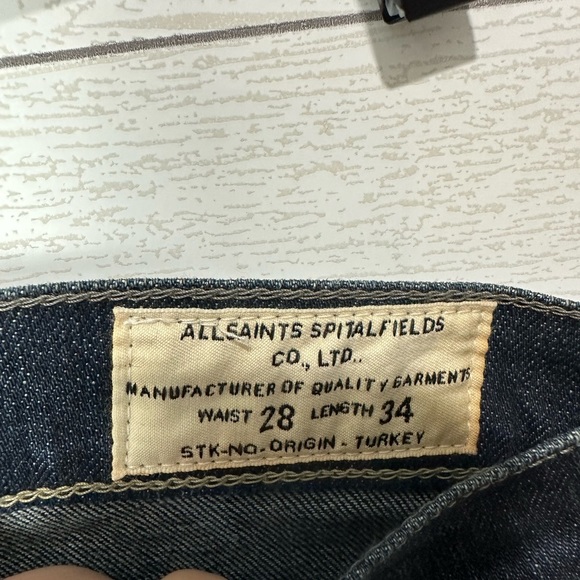 ALLSAINTS SPITALFIELDS
CO., LTD..
MANUFACTURER OF QUALITY GARMENTS
WAIST 28 LENGTH 34
STK-NO. ORIGIN - TURKEY